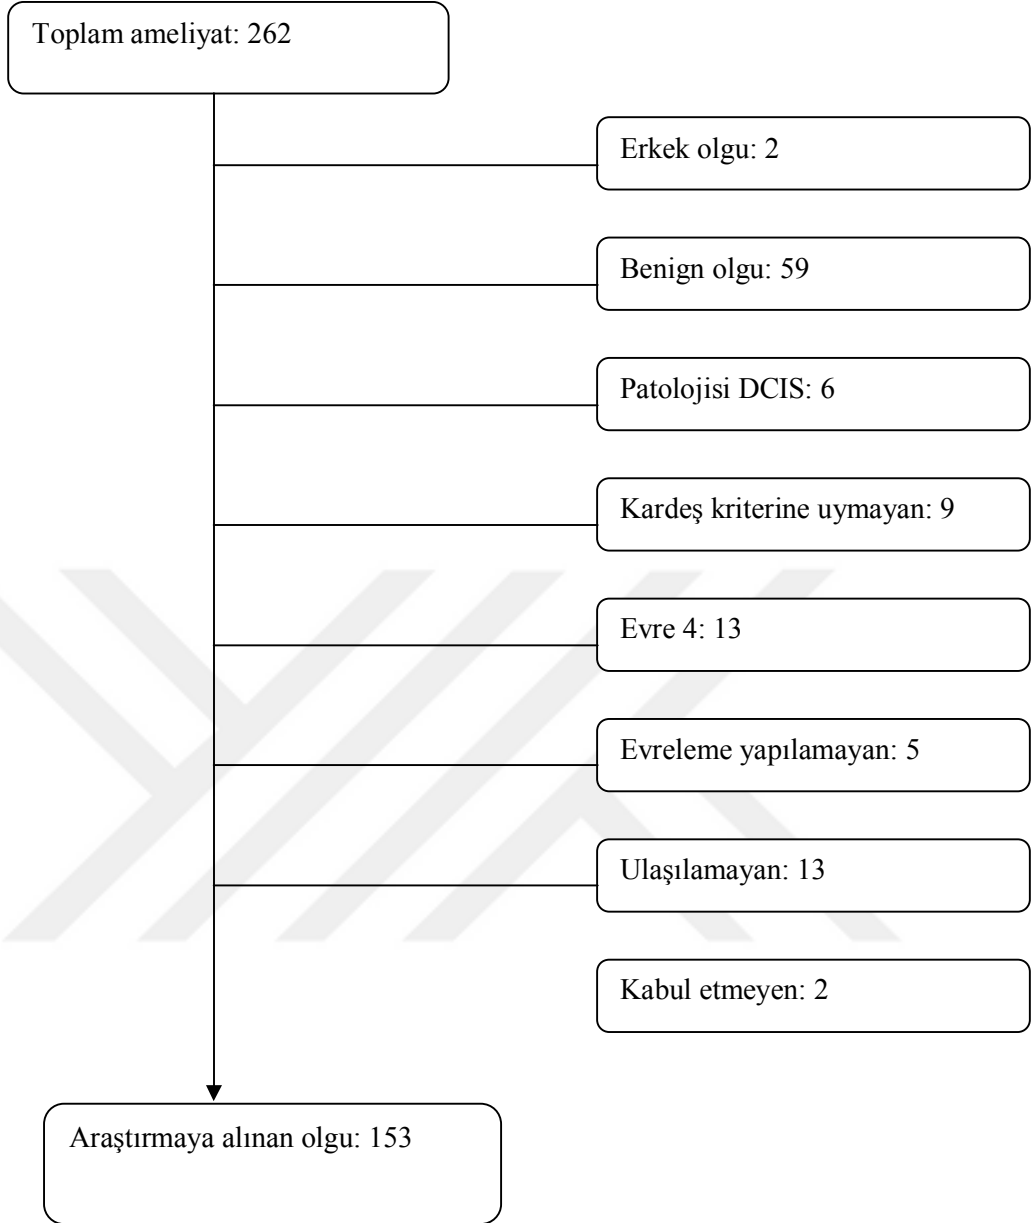 Toplam ameliyat: 262
Erkek olgu: 2
Benign olgu: 59
Patolojisi DCIS: 6
Kardeş kriterine uymayan: 9
Evre 4: 13
Evreleme yapılamayan: 5
Ulaşılamayan: 13
Kabul etmeyen: 2
Araştırmaya alınan olgu: 153